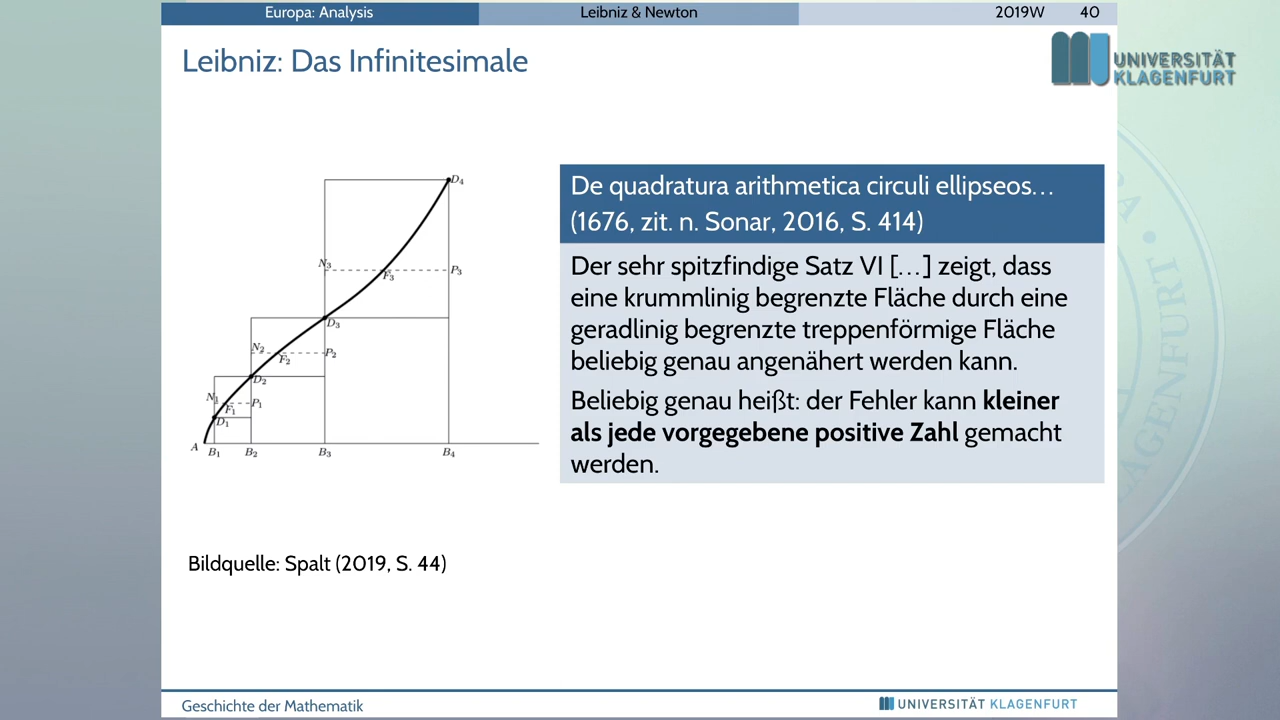 Europa: Analysis Leibniz & Newton 2019W 40
Leibniz: Das Infinitesimale
UNIVERSITÄT
KLAGENFURT
D4
N3 F3 P3
D3
N2 F2 P2
D2
N1 F1 P1
D1
A B1 B2 B3 B4
De quadratura arithmetica circuli ellipseos…
(1676, zit. n. Sonar, 2016, S. 414)
Der sehr spitzfindige Satz VI […] zeigt, dass
eine krummlinig begrenzte Fläche durch eine
geradlinig begrenzte treppenförmige Fläche
beliebig genau angenähert werden kann.
Beliebig genau heißt: der Fehler kann kleiner
als jede vorgegebene positive Zahl gemacht
werden.
Bildquelle: Spalt (2019, S. 44)
Geschichte der Mathematik UNIVERSITÄT KLAGENFURT